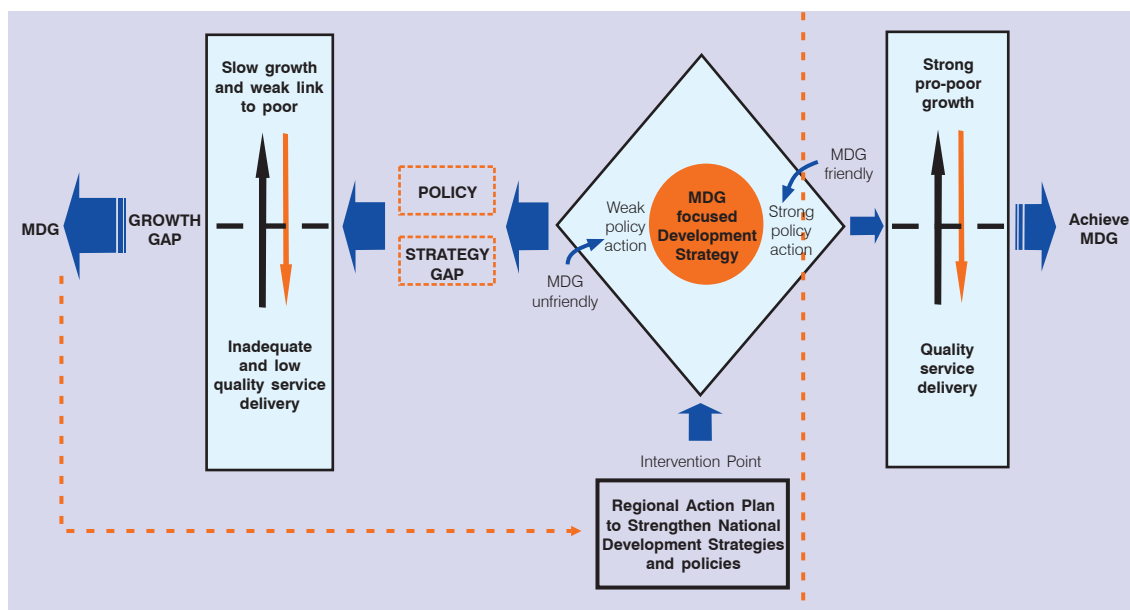 Slow growth
and weak link
to poor
Inadequate
and low
quality service
delivery
MDG
GROWTH
GAP
POLICY
STRATEGY
GAP
Weak
policy
action
MDG
unfriendly
MDG
focused
Development
Strategy
MDG
friendly
Strong
policy
action
Strong
pro-poor
growth
Quality
service
delivery
Achieve
MDG
Intervention Point
Regional Action Plan
to Strengthen National
Development Strategies
and policies